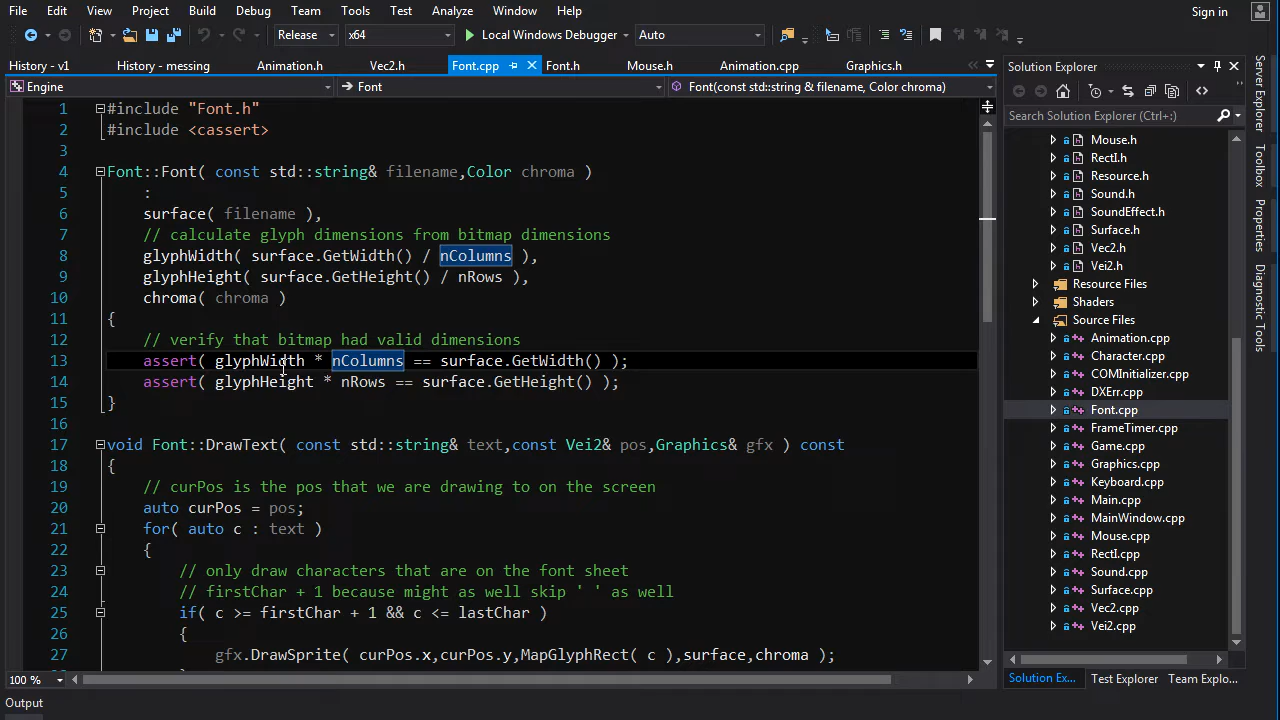 File Edit View Project Build Debug Team Tools Test Analyze Window Help Sign in
Release x64 Local Windows Debugger Auto
History - v1 History - messing Animation.h Vec2.h Font.cpp Font.h Mouse.h Animation.cpp Graphics.h
Engine Font Font(const std::string & filename, Color chroma)
1 #include "Font.h"
2 #include <cassert>
3
4 Font::Font( const std::string& filename,Color chroma )
5 :
6 surface( filename ),
7 // calculate glyph dimensions from bitmap dimensions
8 glyphWidth( surface.GetWidth() / nColumns ),
9 glyphHeight( surface.GetHeight() / nRows ),
10 chroma( chroma )
11 {
12 // verify that bitmap had valid dimensions
13 assert( glyphWidth * nColumns == surface.GetWidth() );
14 assert( glyphHeight * nRows == surface.GetHeight() );
15 }
16
17 void Font::DrawText( const std::string& text,const Vei2& pos,Graphics& gfx ) const
18 {
19 // curPos is the pos that we are drawing to on the screen
20 auto curPos = pos;
21 for( auto c : text )
22 {
23 // only draw characters that are on the font sheet
24 // firstChar + 1 because might as well skip ' ' as well
25 if( c >= firstChar + 1 && c <= lastChar )
26 {
27 gfx.DrawSprite( curPos.x,curPos.y,MapGlyphRect( c ),surface,chroma );
100 %
Output
Solution Explorer
Search Solution Explorer (Ctrl+;)
Mouse.h
RectI.h
Resource.h
Sound.h
SoundEffect.h
Surface.h
Vec2.h
Vei2.h
Resource Files
Shaders
Source Files
Animation.cpp
Character.cpp
COMInitializer.cpp
DXErr.cpp
Font.cpp
FrameTimer.cpp
Game.cpp
Graphics.cpp
Keyboard.cpp
Main.cpp
MainWindow.cpp
Mouse.cpp
RectI.cpp
Sound.cpp
Surface.cpp
Vec2.cpp
Vei2.cpp
Solution Ex... Test Explorer Team Explo...
Server Explorer
Toolbox
Properties
Diagnostic Tools